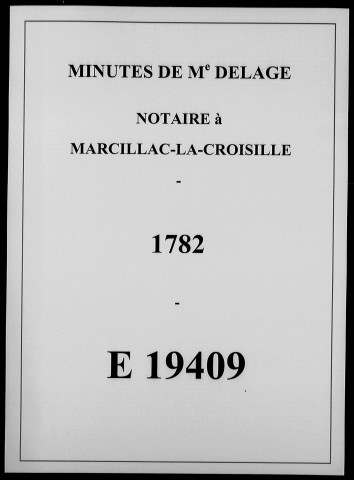 MINUTES DE Me DELAGE
NOTAIRE à
MARCILLAC-LA-CROISILLE
-
1782
-
E 19409